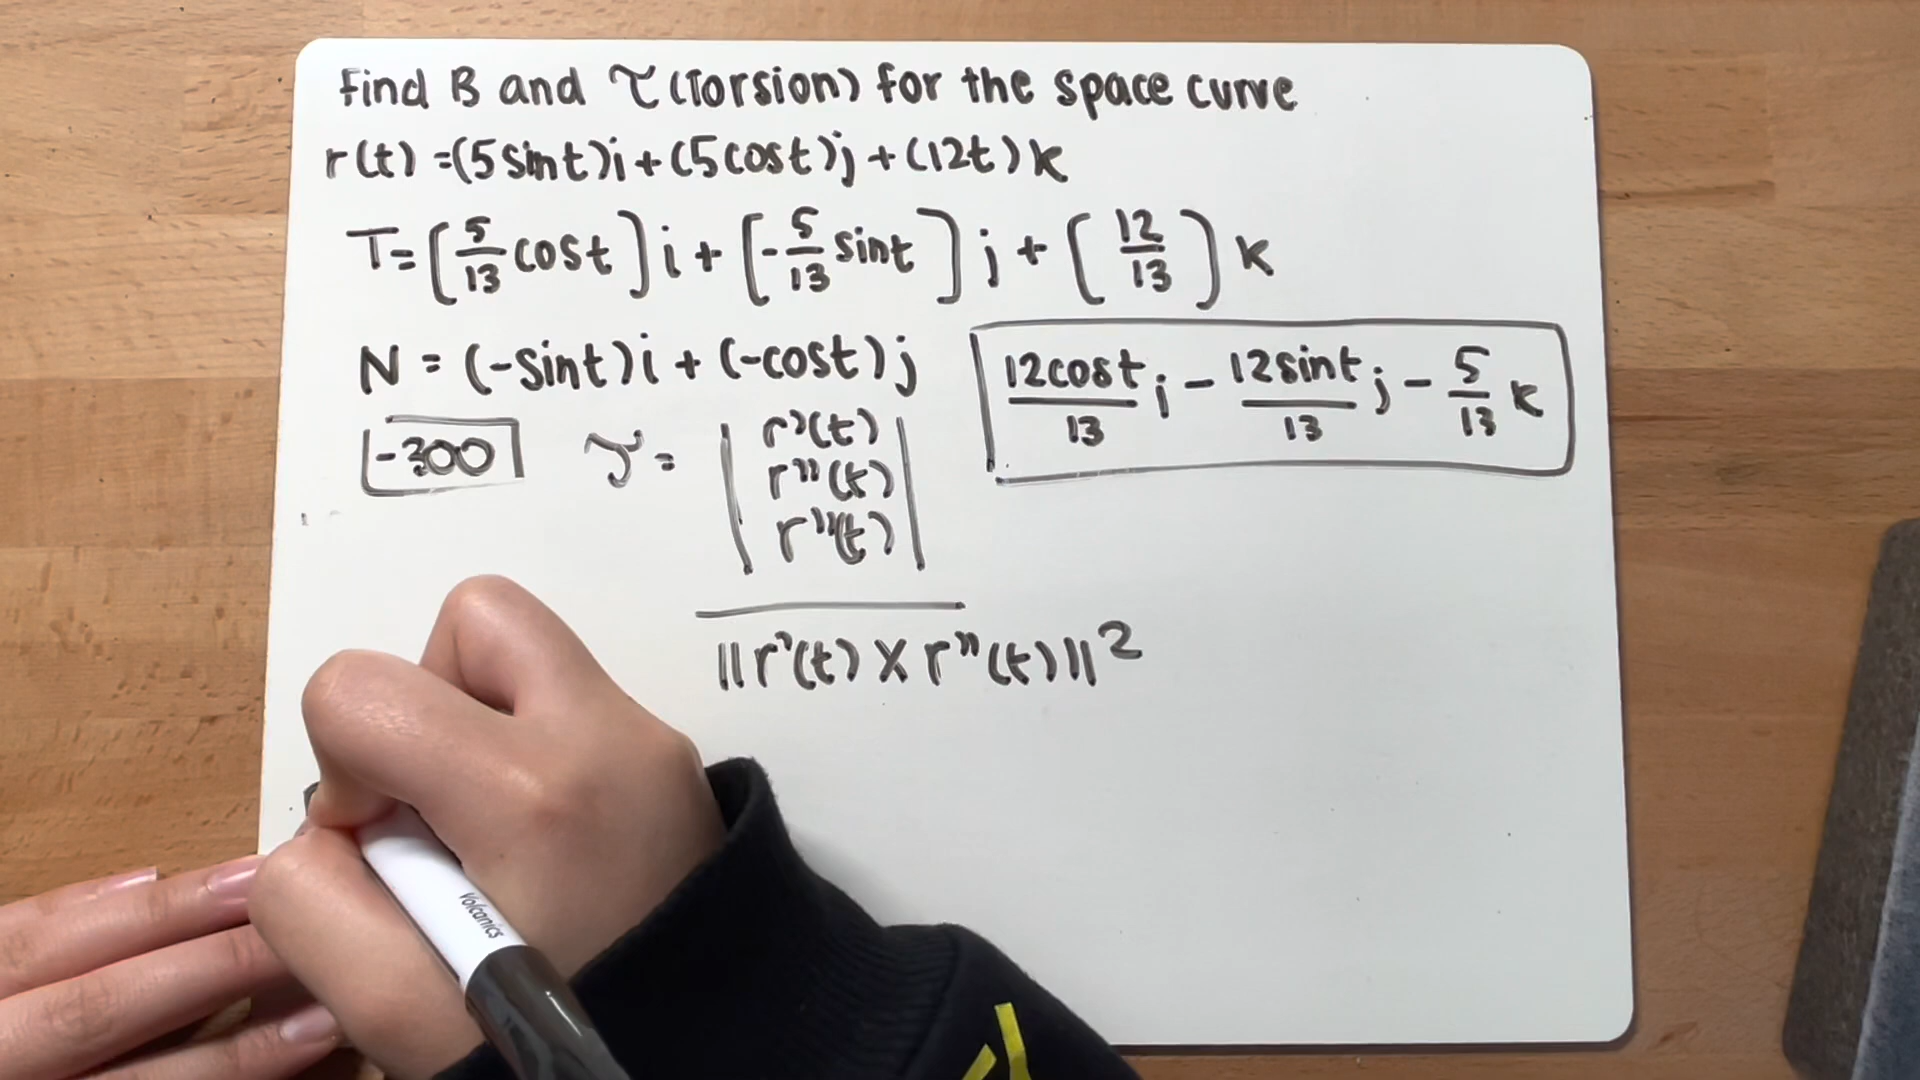 Find B and τ (Torsion) for the space curve
r(t) = (5sint)i + (5cost)j + (12t)k
T = [5/13 cost] i + [-5/13 sint] j + [12/13] k
N = (-sint)i + (-cost)j
12cost/13 i - 12sint/13 j - 5/13 k
-300
τ = | r'(t)
r''(t)
r'''(t) |
||r'(t) X r''(t)||²
Volcanics